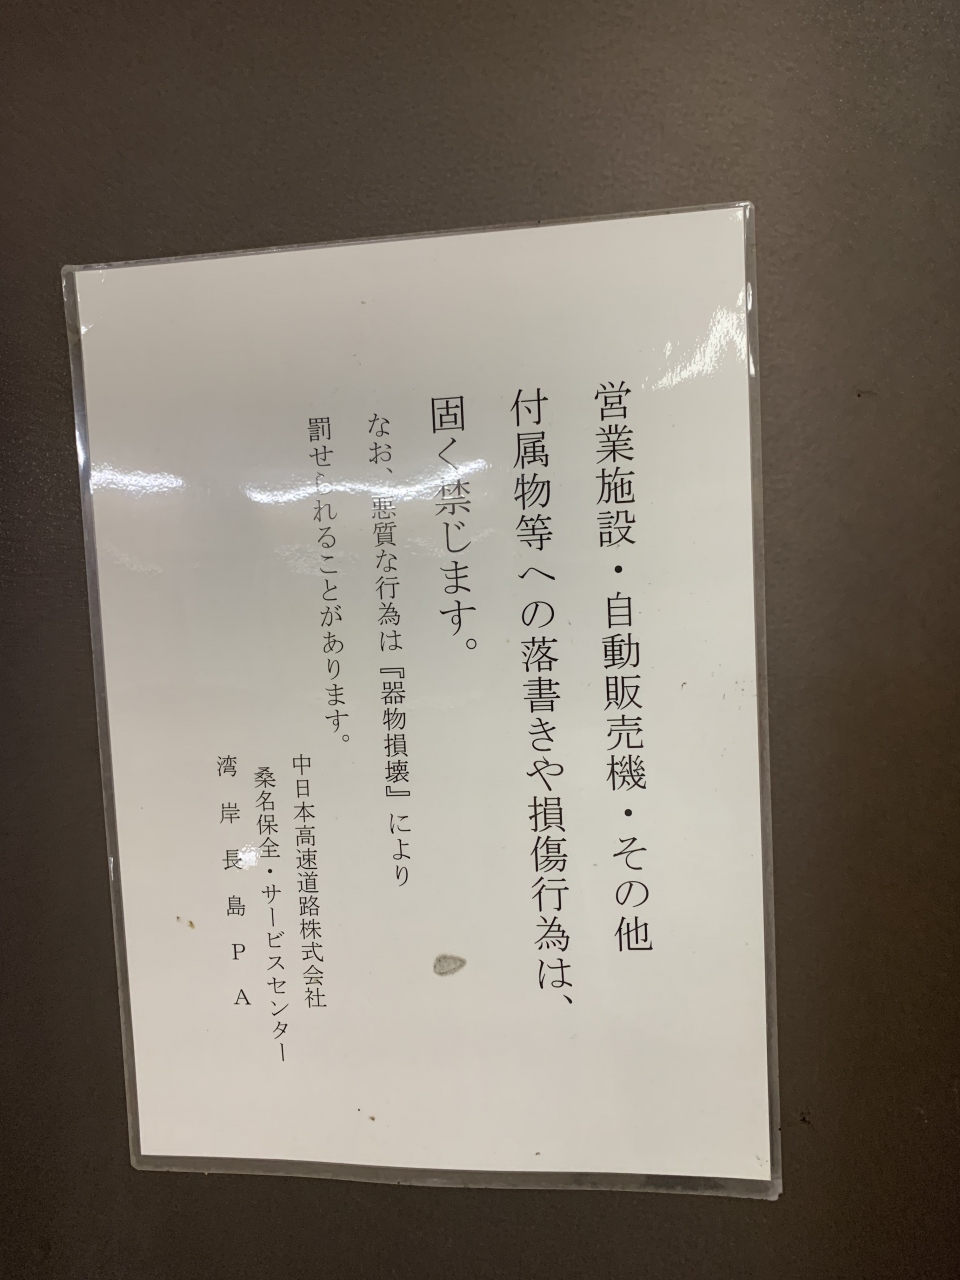 営業施設・自動販売機・その他
付属物等への落書きや損傷行為は、
固く禁じます。
なお、悪質な行為は『器物損壊』により
罰せられることがあります。
中日本高速道路株式会社
桑名保全・サービスセンター
湾岸長島PA